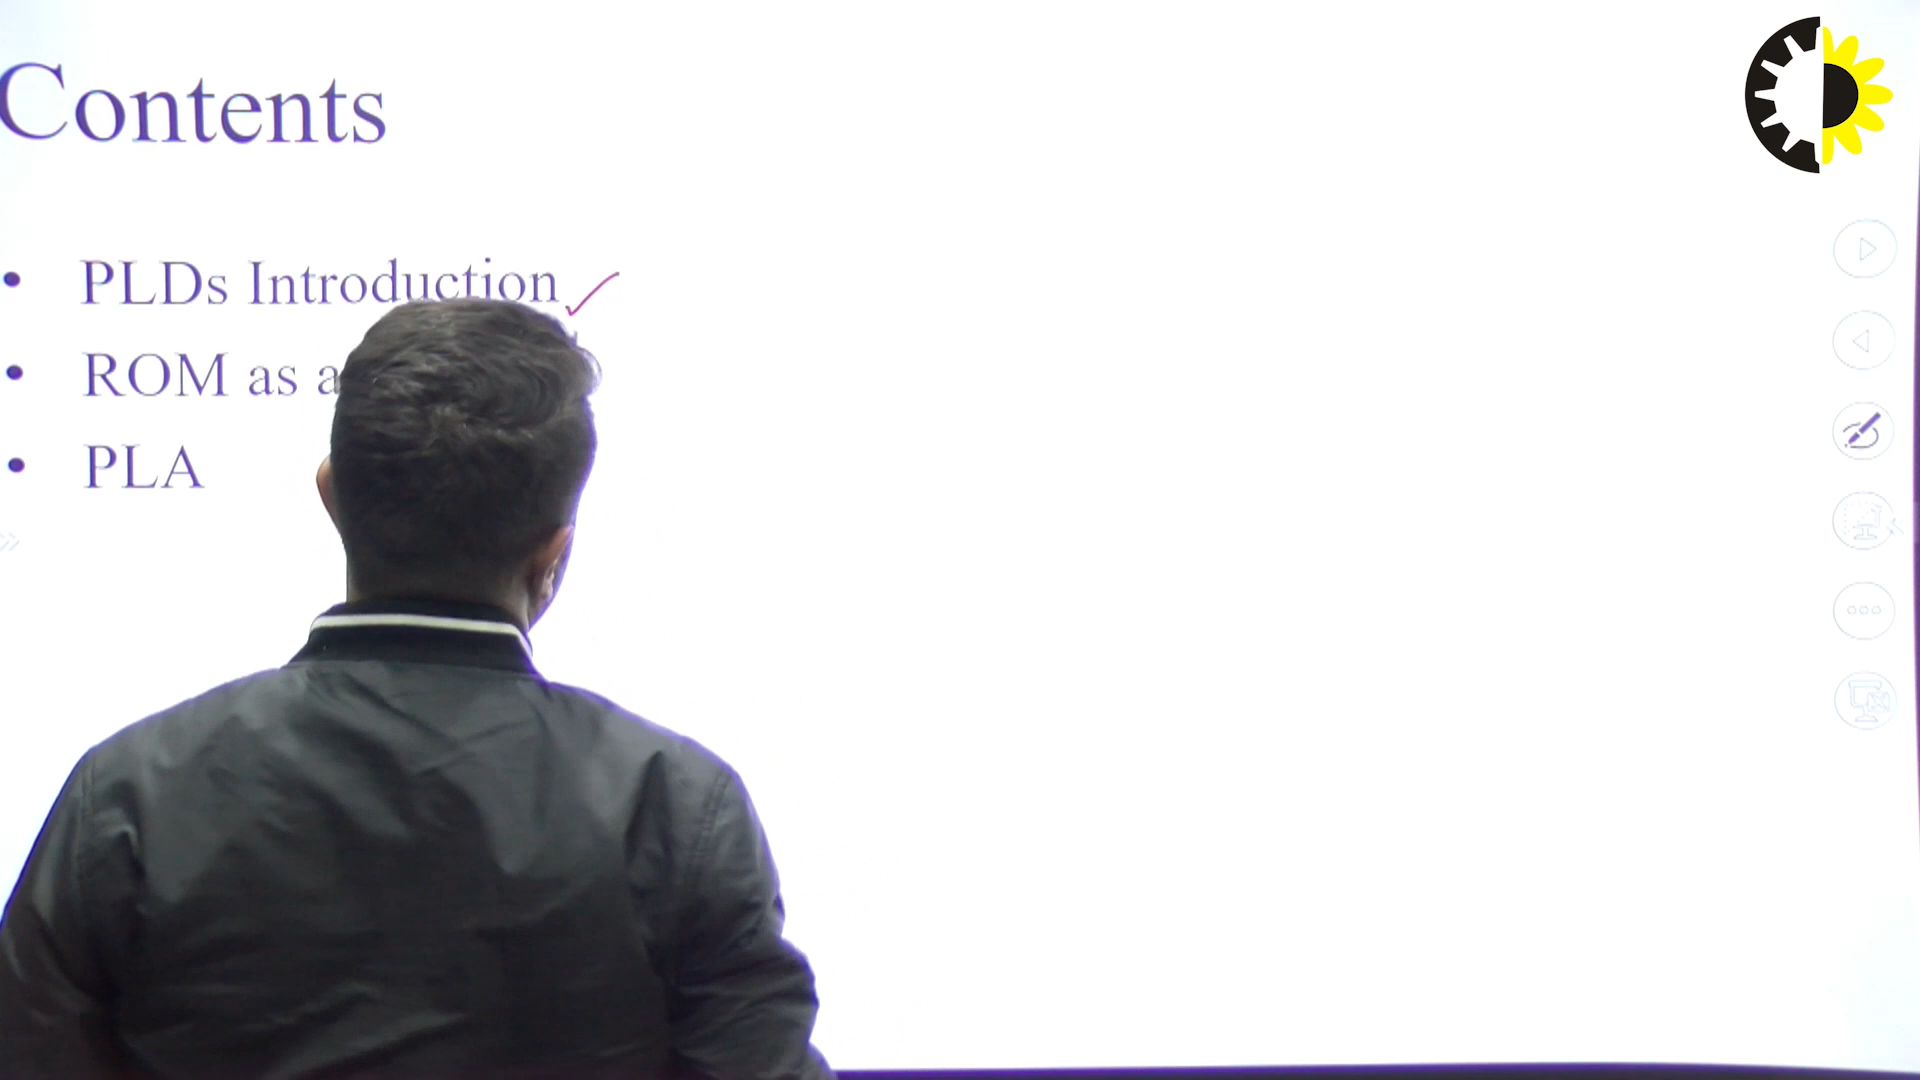 Contents
• PLDs Introduction
• ROM as a
• PLA